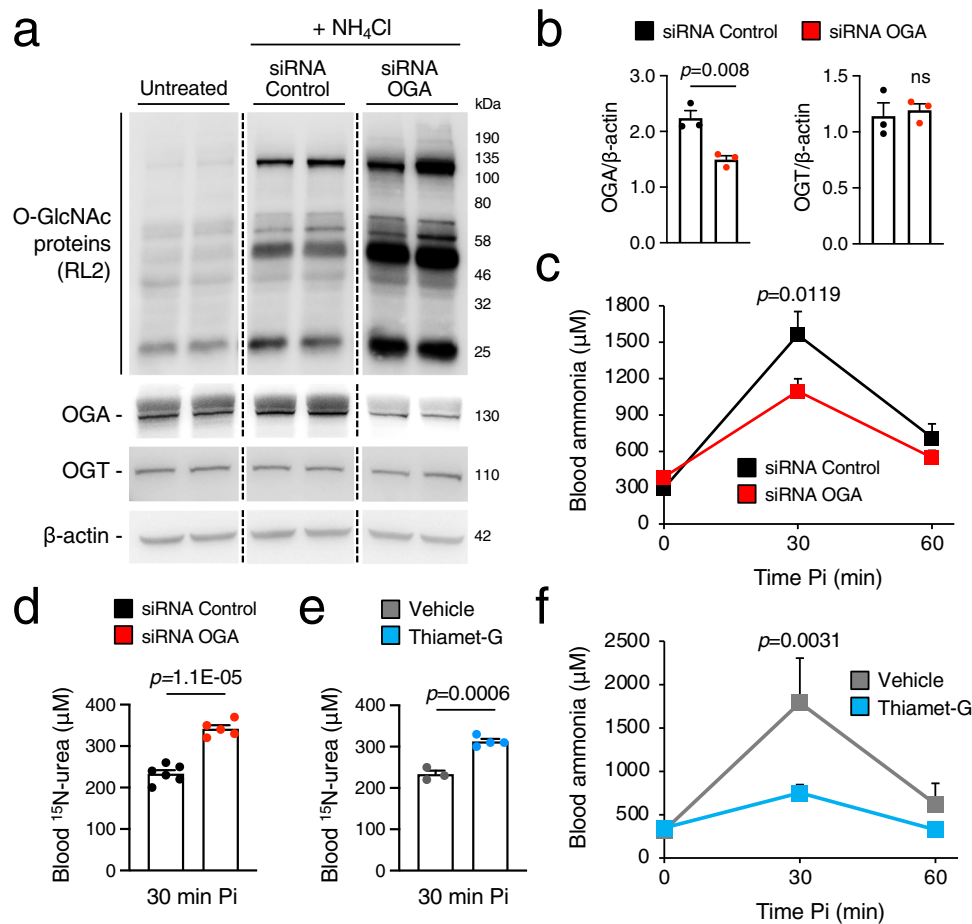 a
+ NH₄Cl
Untreated
siRNA
Control
siRNA
OGA
kDa
190
135
100
80
58
46
32
25
O-GlcNAc
proteins
(RL2)
OGA -
130
OGT -
110
β-actin -
42
b
siRNA Control
siRNA OGA
p=0.008
OGA/β-actin
3.0
2.0
1.0
0.0
ns
OGT/β-actin
1.5
1.0
0.5
0.0
c
p=0.0119
Blood ammonia (μM)
1800
1500
1200
900
600
300
0
siRNA Control
siRNA OGA
0
30
60
Time Pi (min)
d
siRNA Control
siRNA OGA
p=1.1E-05
Blood ¹⁵N-urea (μM)
400
300
200
100
0
30 min Pi
e
Vehicle
Thiamet-G
p=0.0006
Blood ¹⁵N-urea (μM)
400
300
200
100
0
30 min Pi
f
p=0.0031
Blood ammonia (μM)
2500
2000
1500
1000
500
0
Vehicle
Thiamet-G
0
30
60
Time Pi (min)